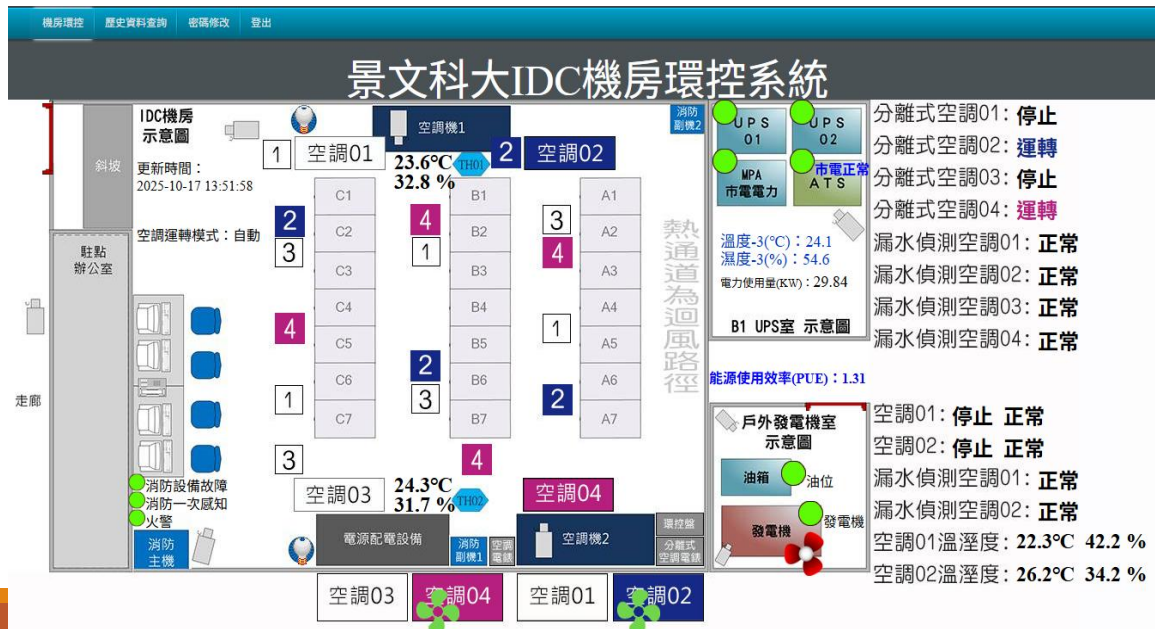 機房環控 歷史資料查詢 密碼修改 登出
景文科大IDC機房環控系統
IDC機房
示意圖
更新時間：
2025-10-17 13:51:58
空調運轉模式：自動
斜坡
駐點
辦公室
走廊
空調機1
消防
副機2
1 空調01
23.6°C
32.8 %
TH01
2 空調02
C1 B1 A1
2 C2 4 B2 3 A2
3 C3 1 B3 4 A3
C4 B4 A4
4 C5 B5 1 A5
C6 2 B6 A6
1 C7 3 B7 2 A7
3 4
熱通道為迴風路徑
空調03
24.3°C
31.7 %
TH02
空調04
消防設備故障
消防一次感知
火警
消防
主機
電源配電設備
消防
副機1
空調
電錶
空調機2
環控盤
分離式
空調電錶
空調03 空調04 空調01 空調02
UPS
01
UPS
02
MPA
市電電力
市電正常
ATS
溫度-3(°C)：24.1
濕度-3(%)：54.6
電力使用量(KW)：29.84
B1 UPS室 示意圖
能源使用效率(PUE)：1.31
戶外發電機室
示意圖
油箱
油位
發電機
發電機
分離式空調01: 停止
分離式空調02: 運轉
分離式空調03: 停止
分離式空調04: 運轉
漏水偵測空調01: 正常
漏水偵測空調02: 正常
漏水偵測空調03: 正常
漏水偵測空調04: 正常
空調01: 停止 正常
空調02: 停止 正常
漏水偵測空調01: 正常
漏水偵測空調02: 正常
空調01溫溼度: 22.3°C 42.2 %
空調02溫溼度: 26.2°C 34.2 %